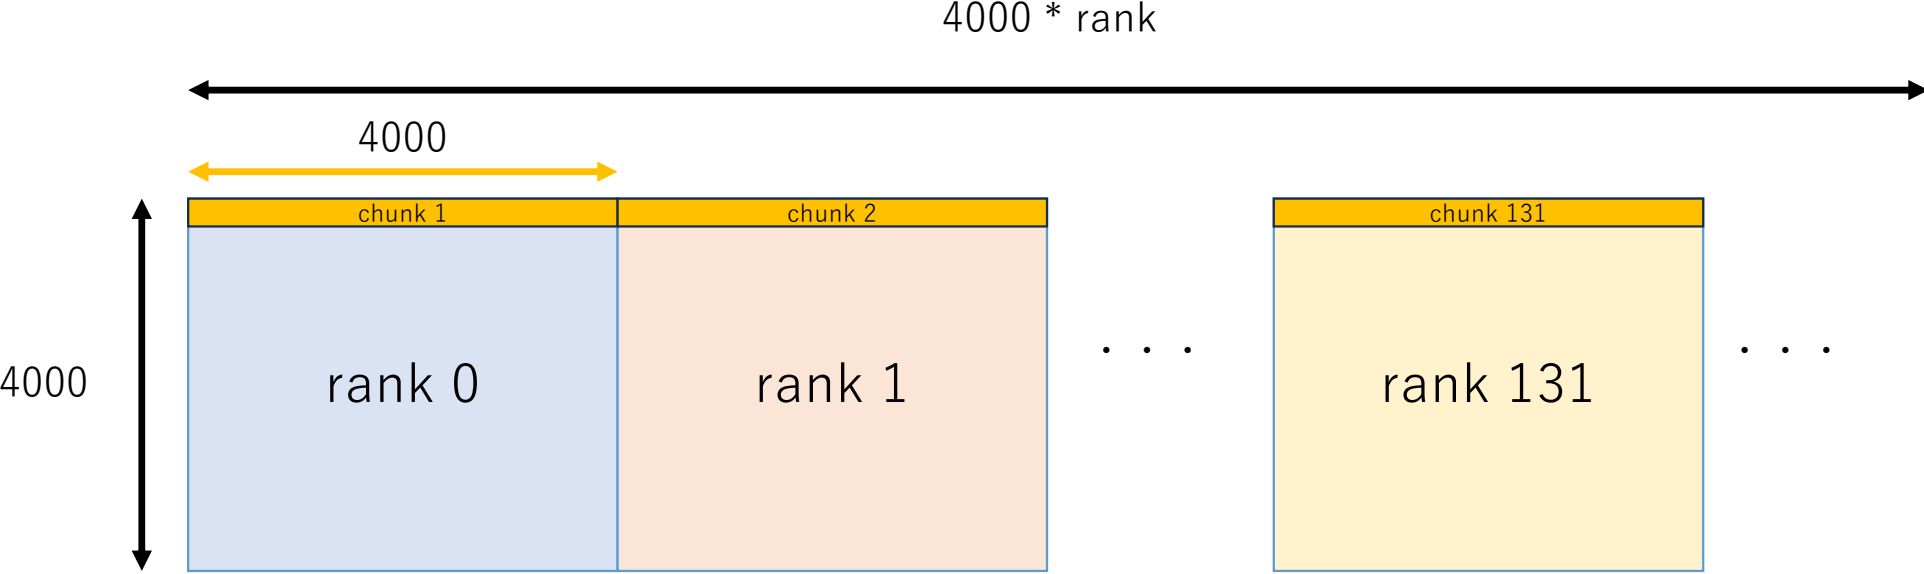 4000 * rank
4000
chunk 1
chunk 2
chunk 131
4000
rank 0
rank 1
. . .
rank 131
. . .